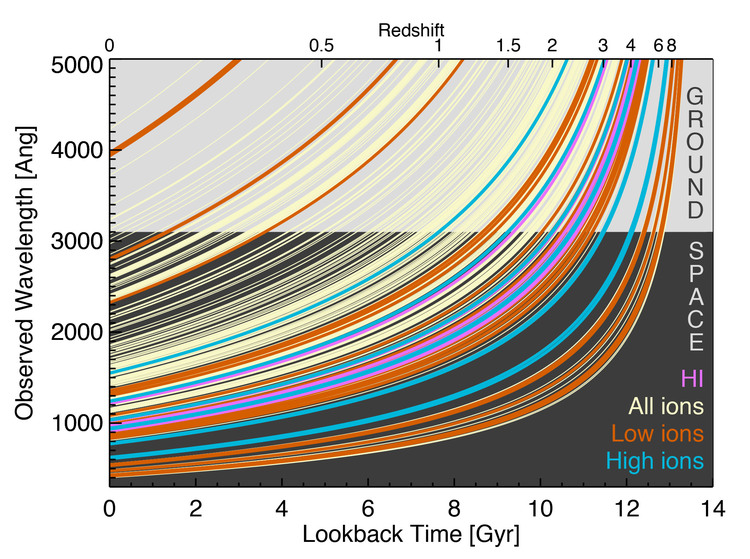 Redshift
0 0.5 1 1.5 2 3 4 6 8
Observed Wavelength [Ang]
5000
4000
3000
2000
1000
GROUND
SPACE
HI
All ions
Low ions
High ions
0 2 4 6 8 10 12 14
Lookback Time [Gyr]